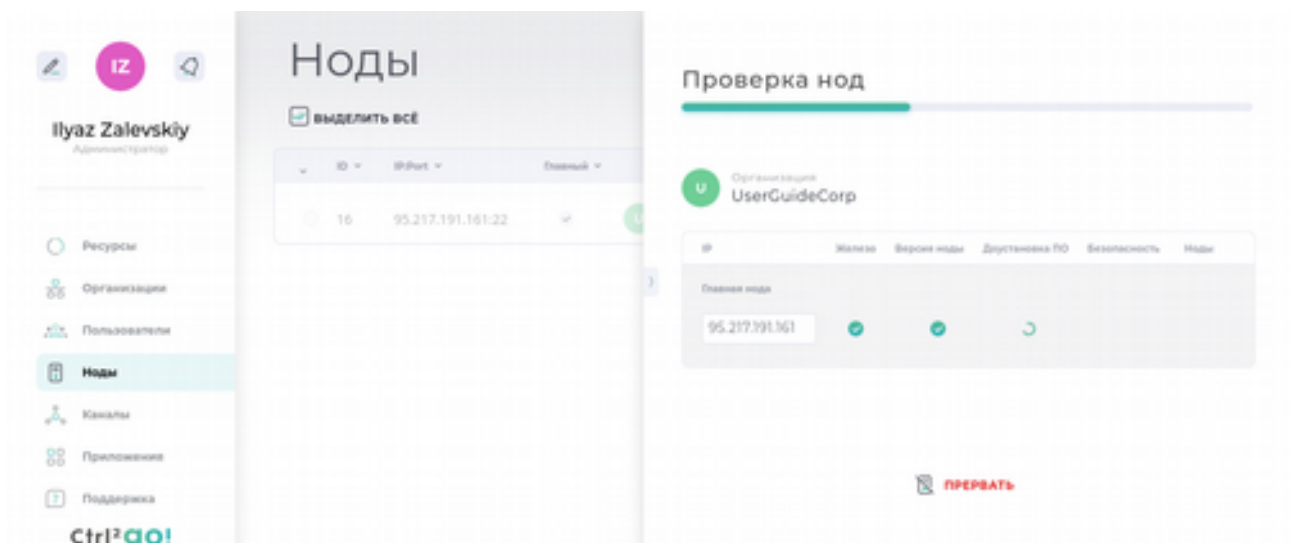 IZ
Ilyaz Zalevskiy
Администратор
Ресурсы
Организации
Пользователи
Ноды
Каналы
Приложения
Поддержка
Ctrl²go!
Ноды
ВЫДЕЛИТЬ ВСЁ
ID IP:Port Главный
16 95.217.191.161:22 U
Проверка нод
U Организация
UserGuideCorp
IP Железо Версия ноды Доустановка ПО Безопасность Ноды
Главная нода
95.217.191.161
ПРЕРВАТЬ